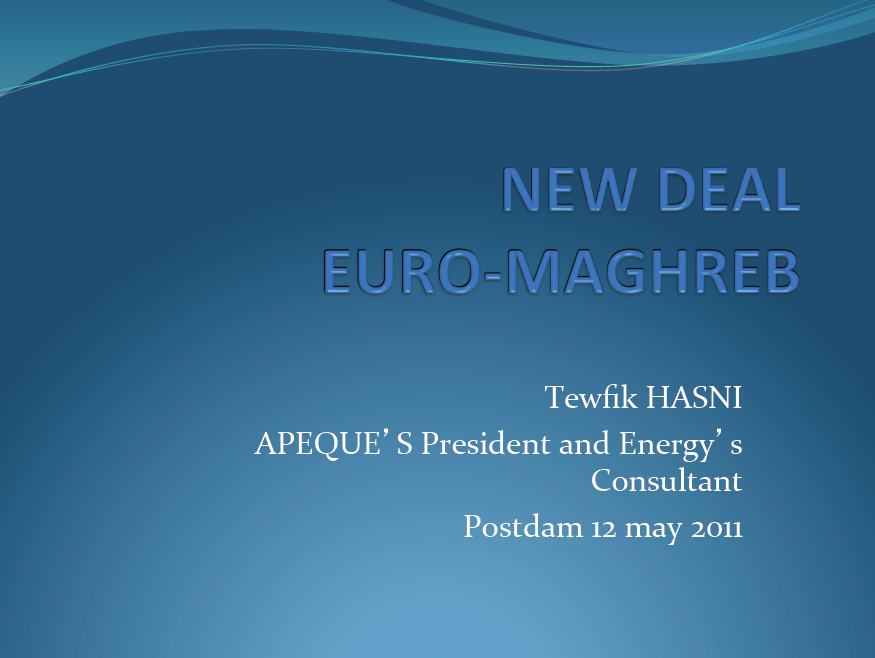 NEW DEAL
EURO-MAGHREB
Tewfik HASNI
APEQUE’S President and Energy’s
Consultant
Postdam 12 may 2011